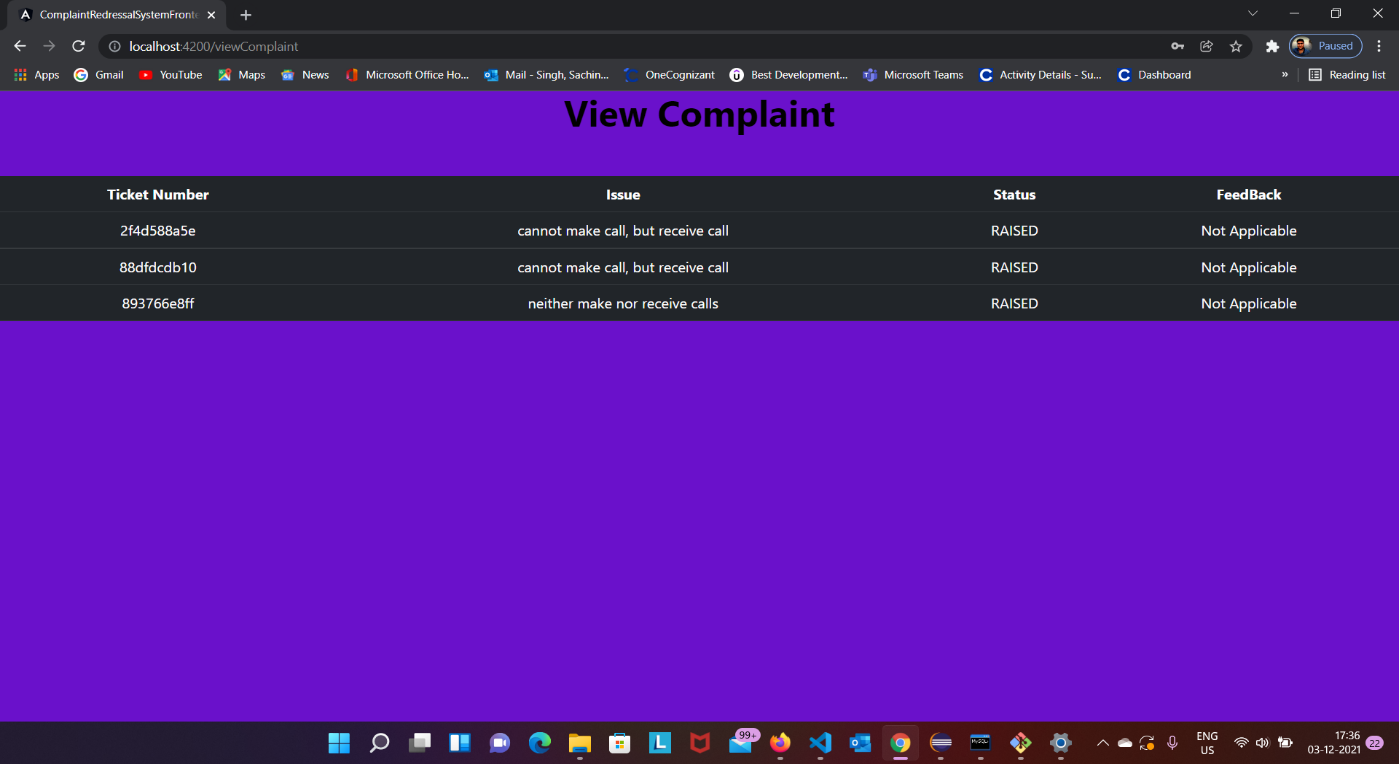 ComplaintRedressalSystemFronte
localhost:4200/viewComplaint
Paused
Apps Gmail YouTube Maps News Microsoft Office Ho... Mail - Singh, Sachin... OneCognizant Best Development... Microsoft Teams Activity Details - Su... Dashboard » Reading list
View Complaint
Ticket Number Issue Status FeedBack
2f4d588a5e cannot make call, but receive call RAISED Not Applicable
88dfdcdb10 cannot make call, but receive call RAISED Not Applicable
893766e8ff neither make nor receive calls RAISED Not Applicable
99+
MySQL
ENG
US
17:36
03-12-2021
22